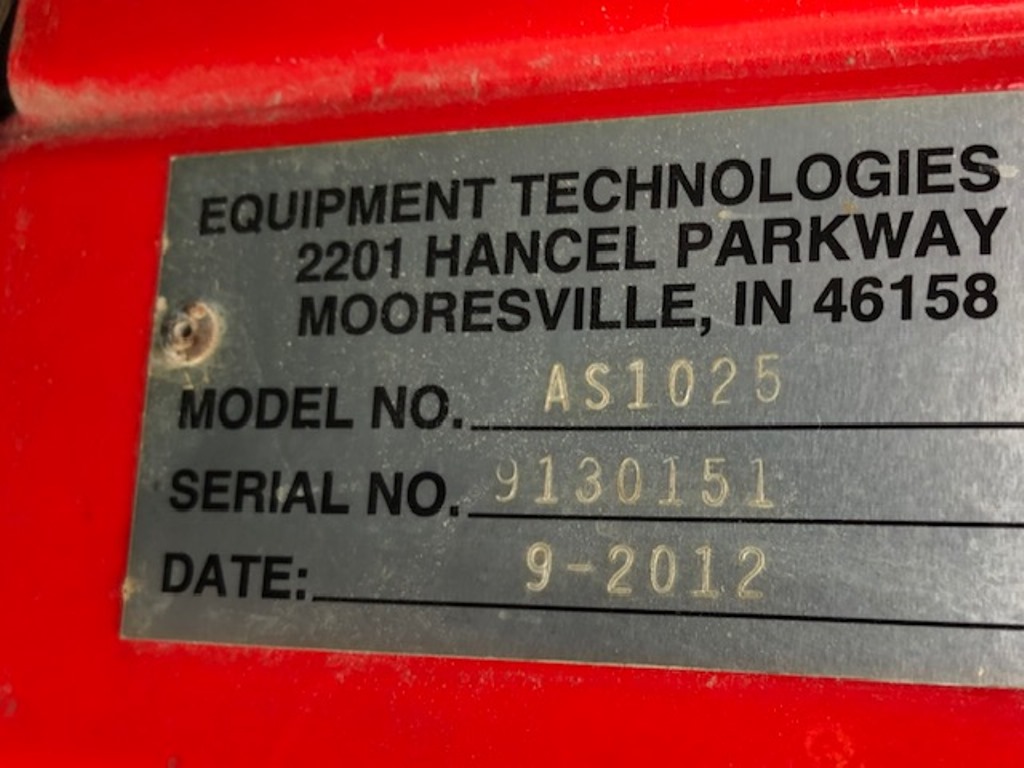 EQUIPMENT TECHNOLOGIES
2201 HANCEL PARKWAY
MOORESVILLE, IN 46158
MODEL NO. AS1025
SERIAL NO. 9130151
DATE: 9-2012